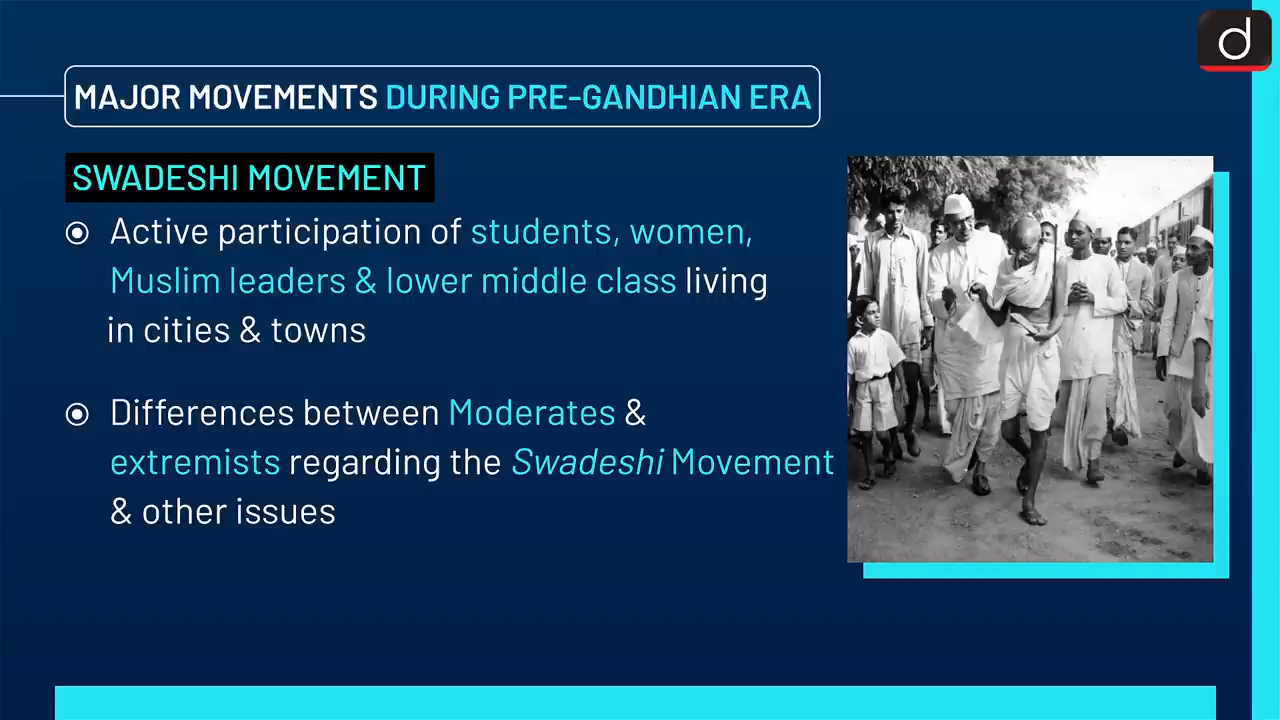 d
MAJOR MOVEMENTS DURING PRE-GANDHIAN ERA
SWADESHI MOVEMENT
Active participation of students, women,
Muslim leaders & lower middle class living
in cities & towns
Differences between Moderates &
extremists regarding the Swadeshi Movement
& other issues